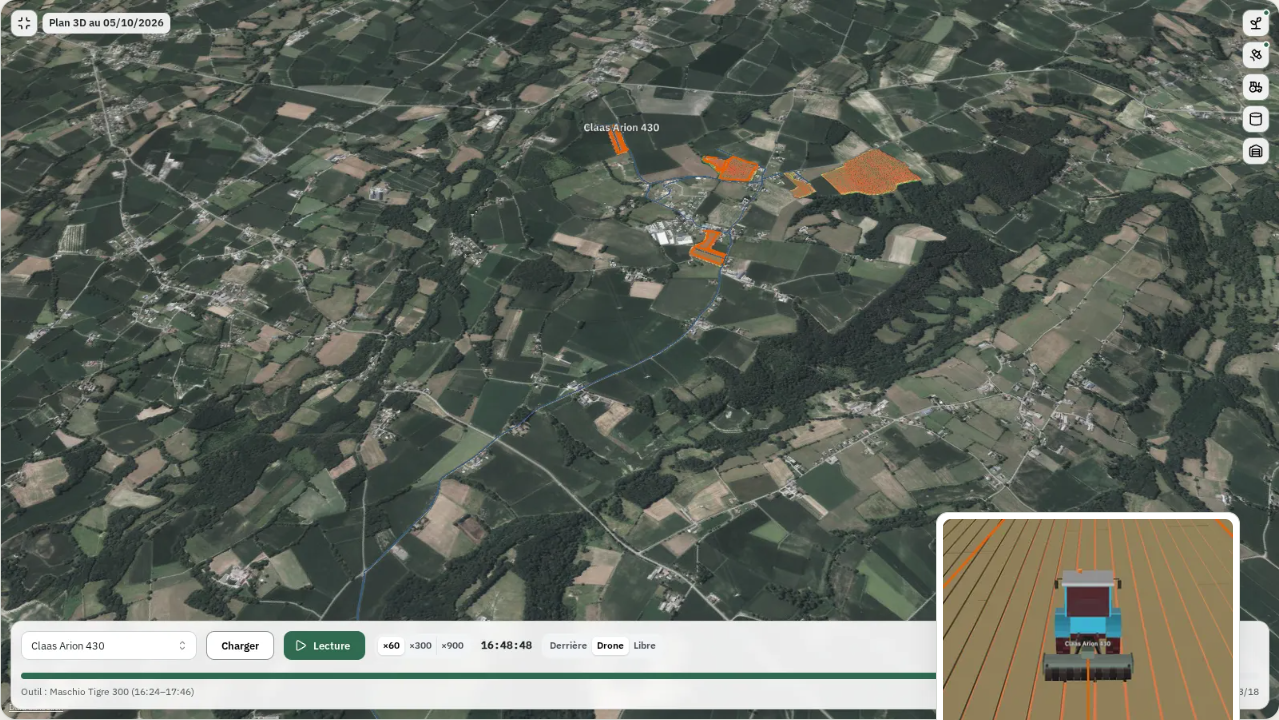 Plan 3D au 05/10/2026
Claas Arion 430
Claas Arion 430
Charger
Lecture
×60
×300
×900
16:48:48
Derrière
Drone
Libre
Outil : Maschio Tigre 300 (16:24–17:46)
Claas Arion 430
/18